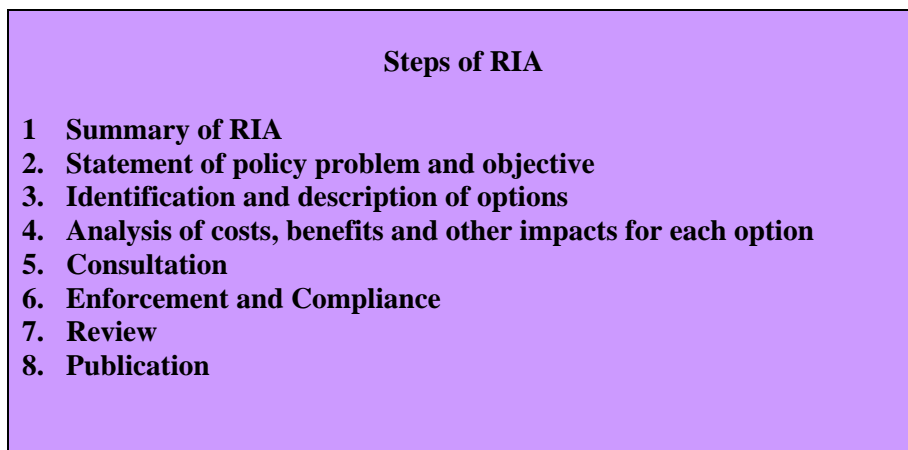 Steps of RIA
1 Summary of RIA
2. Statement of policy problem and objective
3. Identification and description of options
4. Analysis of costs, benefits and other impacts for each option
5. Consultation
6. Enforcement and Compliance
7. Review
8. Publication